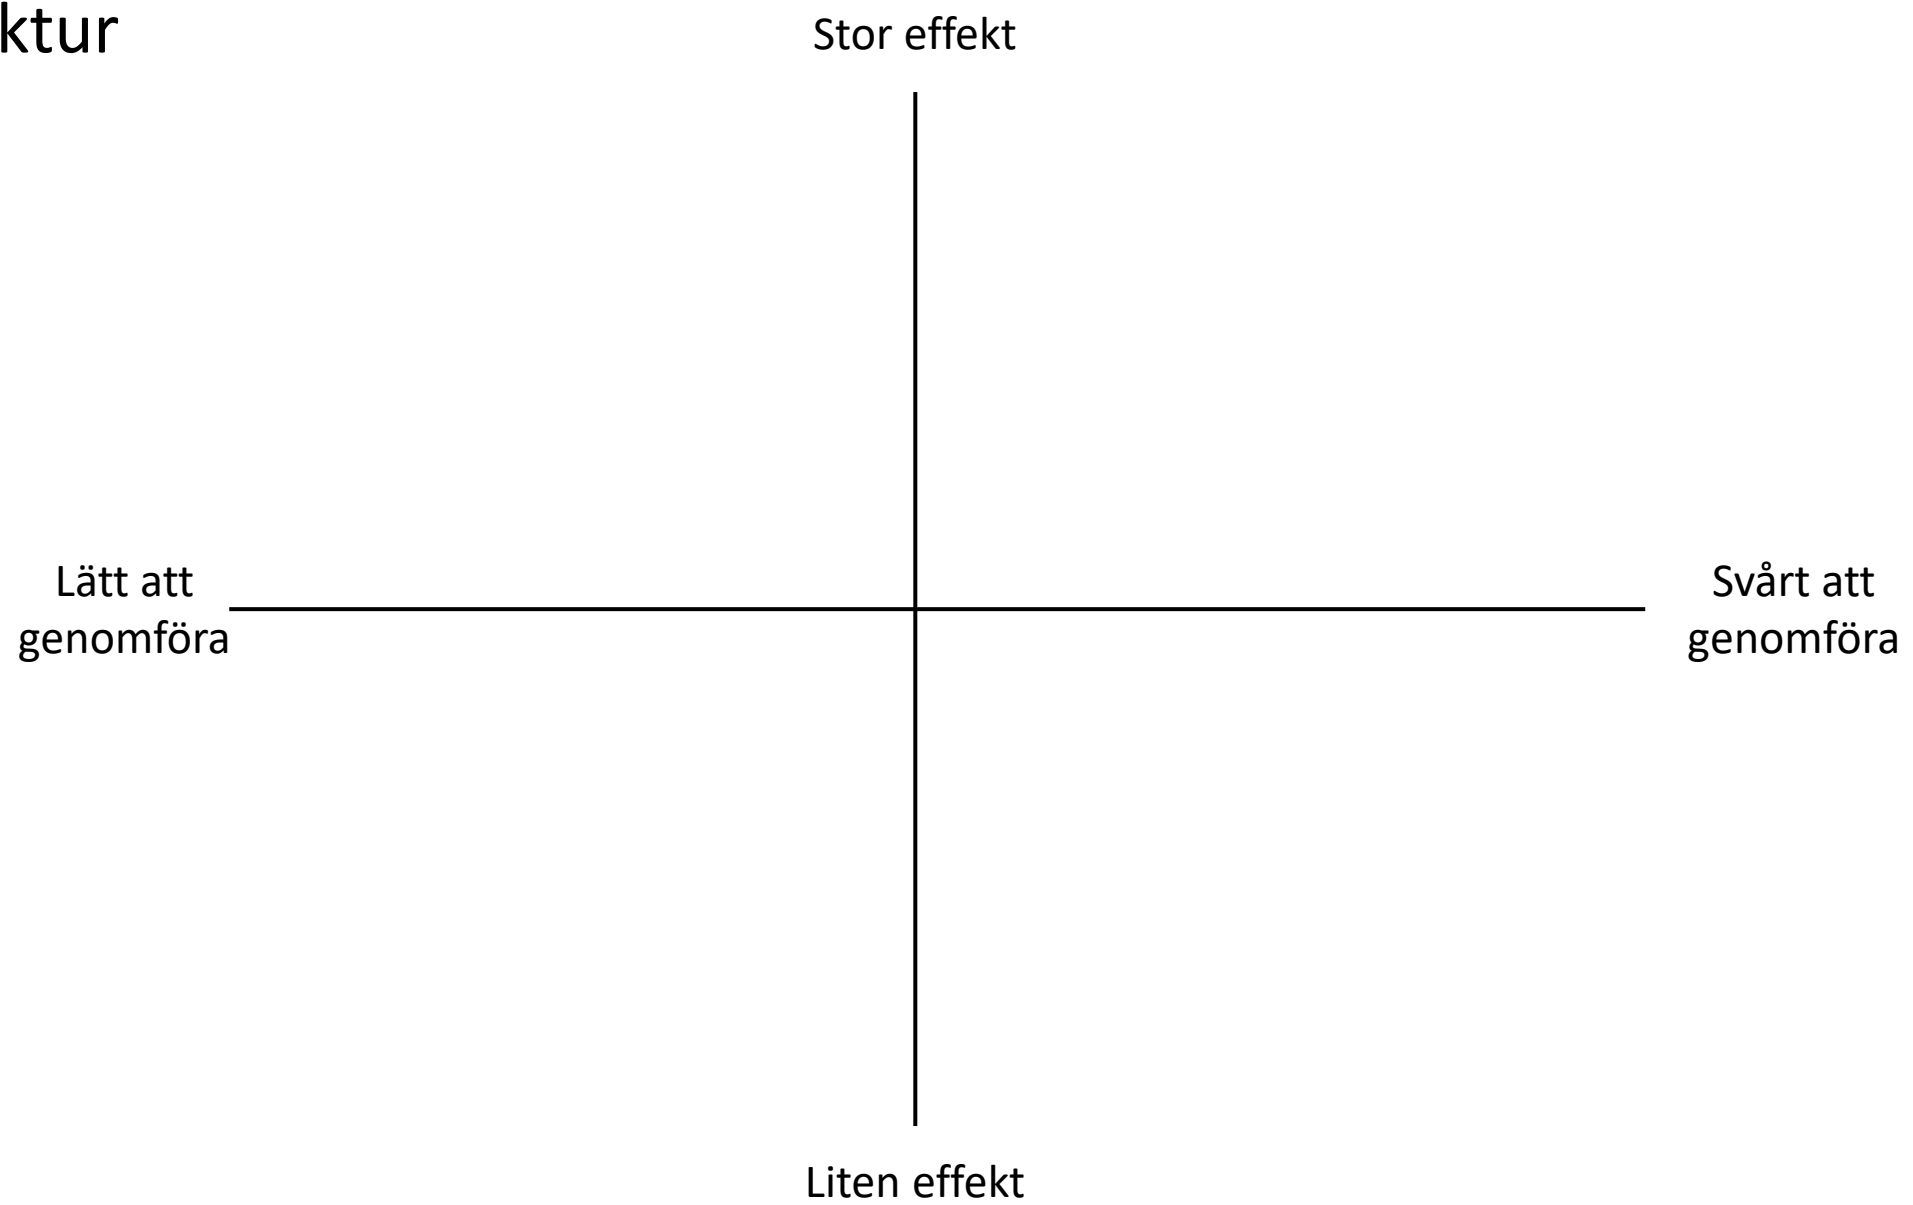 ktur
Stor effekt
Lätt att
genomföra
Svårt att
genomföra
Liten effekt